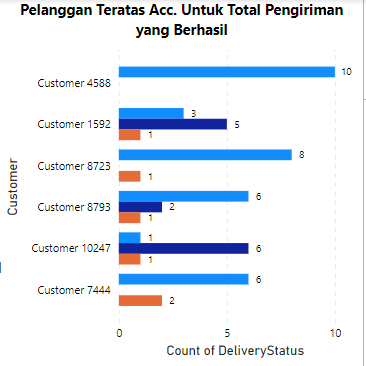 Pelanggan Teratas Acc. Untuk Total Pengiriman
yang Berhasil
Customer
Customer 4588
10
Customer 1592
3
5
1
Customer 8723
8
1
Customer 8793
6
2
1
Customer 10247
1
6
1
Customer 7444
6
2
0
5
10
Count of DeliveryStatus